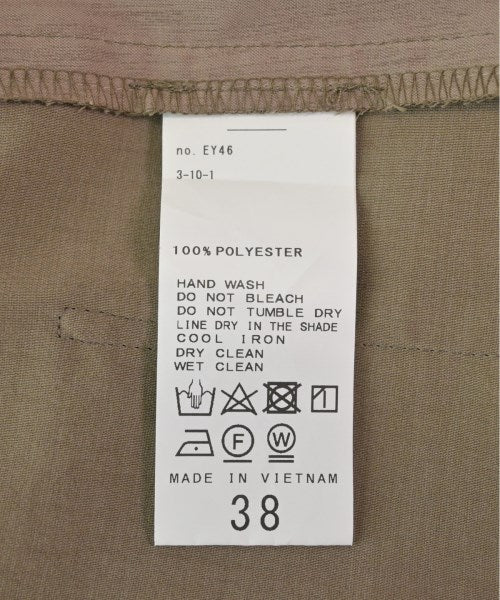 no. EY46
3-10-1
100% POLYESTER
HAND WASH
DO NOT BLEACH
DO NOT TUMBLE DRY
LINE DRY IN THE SHADE
COOL IRON
DRY CLEAN
WET CLEAN
F W
MADE IN VIETNAM
38